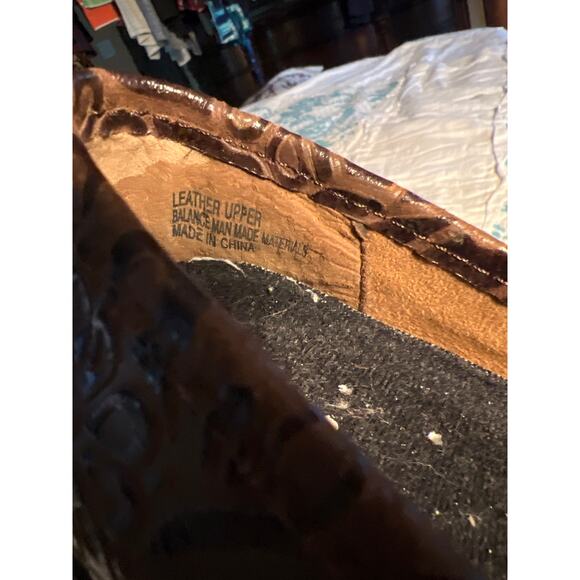 LEATHER UPPER
BALANCE MAN MADE MATERIALS
MADE IN CHINA